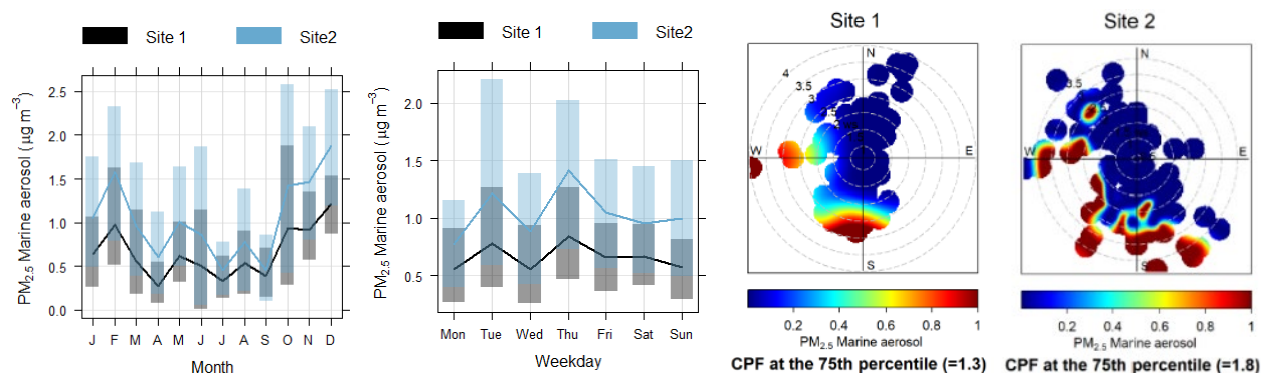 Site 1 Site2
PM2.5 Marine aerosol (µg m−3)
2.5
2.0
1.5
1.0
0.5
0.0
J F M A M J J A S O N D
Month
Site 1 Site2
PM2.5 Marine aerosol (µg m−3)
2.0
1.5
1.0
0.5
Mon Tue Wed Thu Fri Sat Sun
Weekday
Site 1
N
4
3.5
W E
S
0.2 0.4 0.6 0.8 1
PM2.5 Marine aerosol
CPF at the 75th percentile (=1.3)
Site 2
N
3.5
W E
S
0.2 0.4 0.6 0.8 1
PM2.5 Marine aerosol
CPF at the 75th percentile (=1.8)